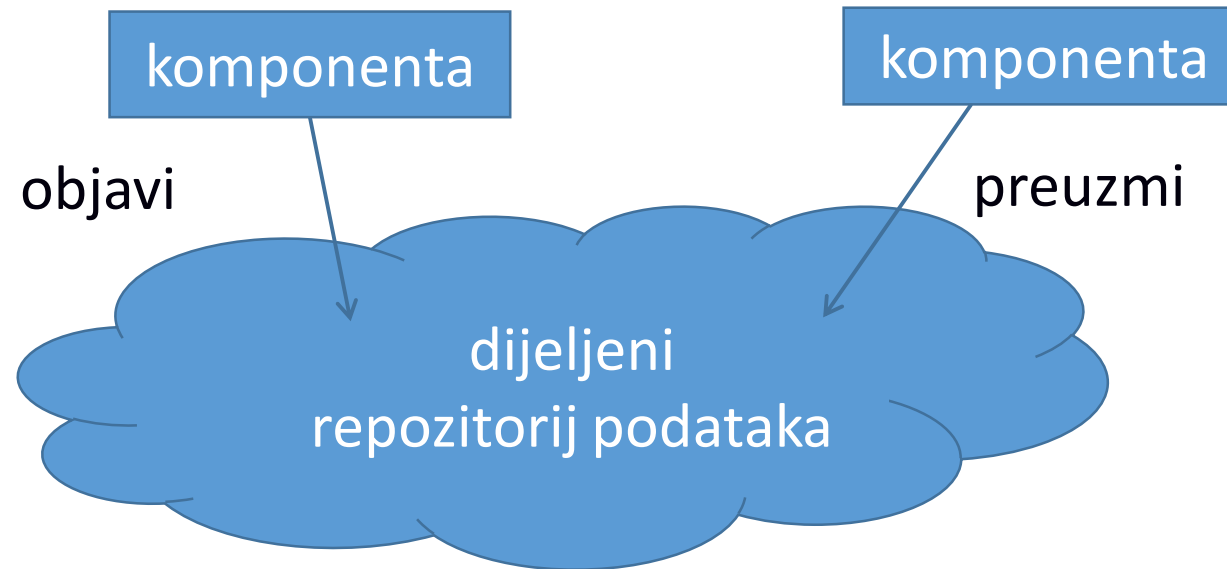 komponenta
komponenta
objavi
preuzmi
dijeljeni
repozitorij podataka